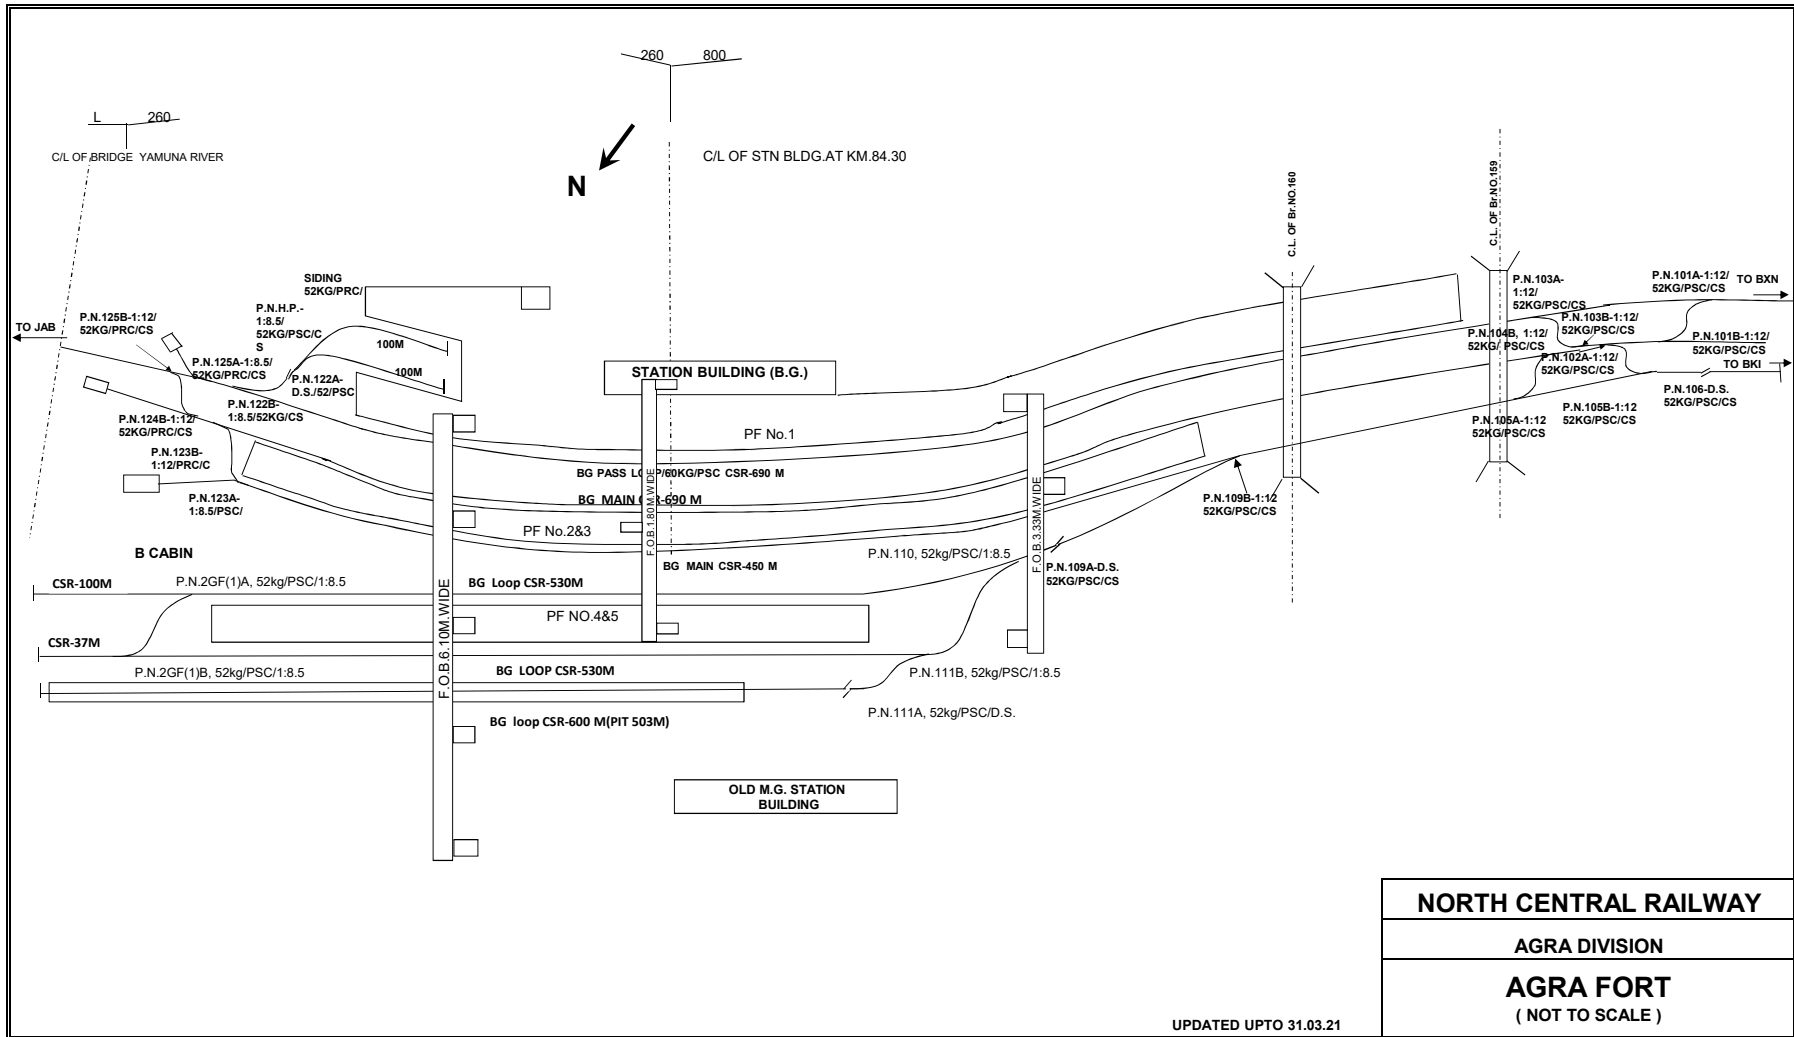 260 800
L 260
C/L OF BRIDGE YAMUNA RIVER
C/L OF STN BLDG.AT KM.84.30
N
C.L. OF Br.NO.160
C.L. OF Br.NO.159
SIDING
52KG/PRC/
P.N.H.P.-
1:8.5/
52KG/PSC/C
S
100M
100M
TO JAB
P.N.125B-1:12/
52KG/PRC/CS
P.N.125A-1:8.5/
52KG/PRC/CS
P.N.122A-
D.S./52/PSC
P.N.122B-
1:8.5/52KG/CS
P.N.124B-1:12/
52KG/PRC/CS
P.N.123B-
1:12/PRC/C
P.N.123A-
1:8.5/PSC/
B CABIN
STATION BUILDING (B.G.)
PF No.1
BG PASS LOOP/60KG/PSC CSR-690 M
BG MAIN CSR-690 M
PF No.2&3
BG MAIN CSR-450 M
F.O.B.1.80M.WIDE
F.O.B.3.33M.WIDE
F.O.B.6.10M.WIDE
P.N.103A-
1:12/
52KG/PSC/CS
P.N.101A-1:12/
52KG/PSC/CS
TO BXN
P.N.103B-1:12/
52KG/PSC/CS
P.N.104B, 1:12/
52KG/ PSC/CS
P.N.101B-1:12/
52KG/PSC/CS
P.N.102A-1:12/
52KG/PSC/CS
TO BKI
P.N.106-D.S.
52KG/PSC/CS
P.N.105B-1:12
52KG/PSC/CS
P.N.105A-1:12
52KG/PSC/CS
P.N.109B-1:12
52KG/PSC/CS
P.N.110, 52kg/PSC/1:8.5
P.N.109A-D.S.
52KG/PSC/CS
CSR-100M
P.N.2GF(1)A, 52kg/PSC/1:8.5
BG Loop CSR-530M
PF NO.4&5
CSR-37M
P.N.2GF(1)B, 52kg/PSC/1:8.5
BG LOOP CSR-530M
P.N.111B, 52kg/PSC/1:8.5
P.N.111A, 52kg/PSC/D.S.
BG loop CSR-600 M(PIT 503M)
OLD M.G. STATION
BUILDING
NORTH CENTRAL RAILWAY
AGRA DIVISION
AGRA FORT
( NOT TO SCALE )
UPDATED UPTO 31.03.21